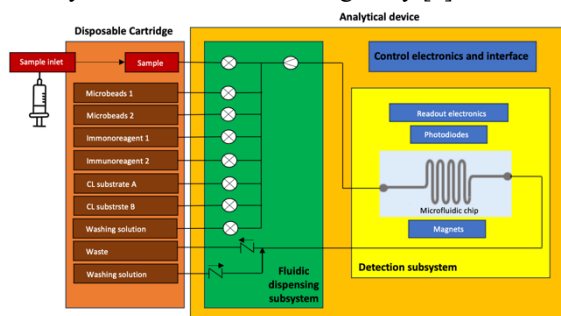 Analytical device
Disposable Cartridge
Sample inlet
Sample
Control electronics and interface
Microbeads 1
Microbeads 2
Immonoreagent 1
Immunoreagent 2
CL substrate A
CL substrste B
Washing solution
Waste
Washing solution
Fluidic
dispensing
subsystem
Readout electronics
Photodiodes
Microfluidic chip
Magnets
Detection subsystem